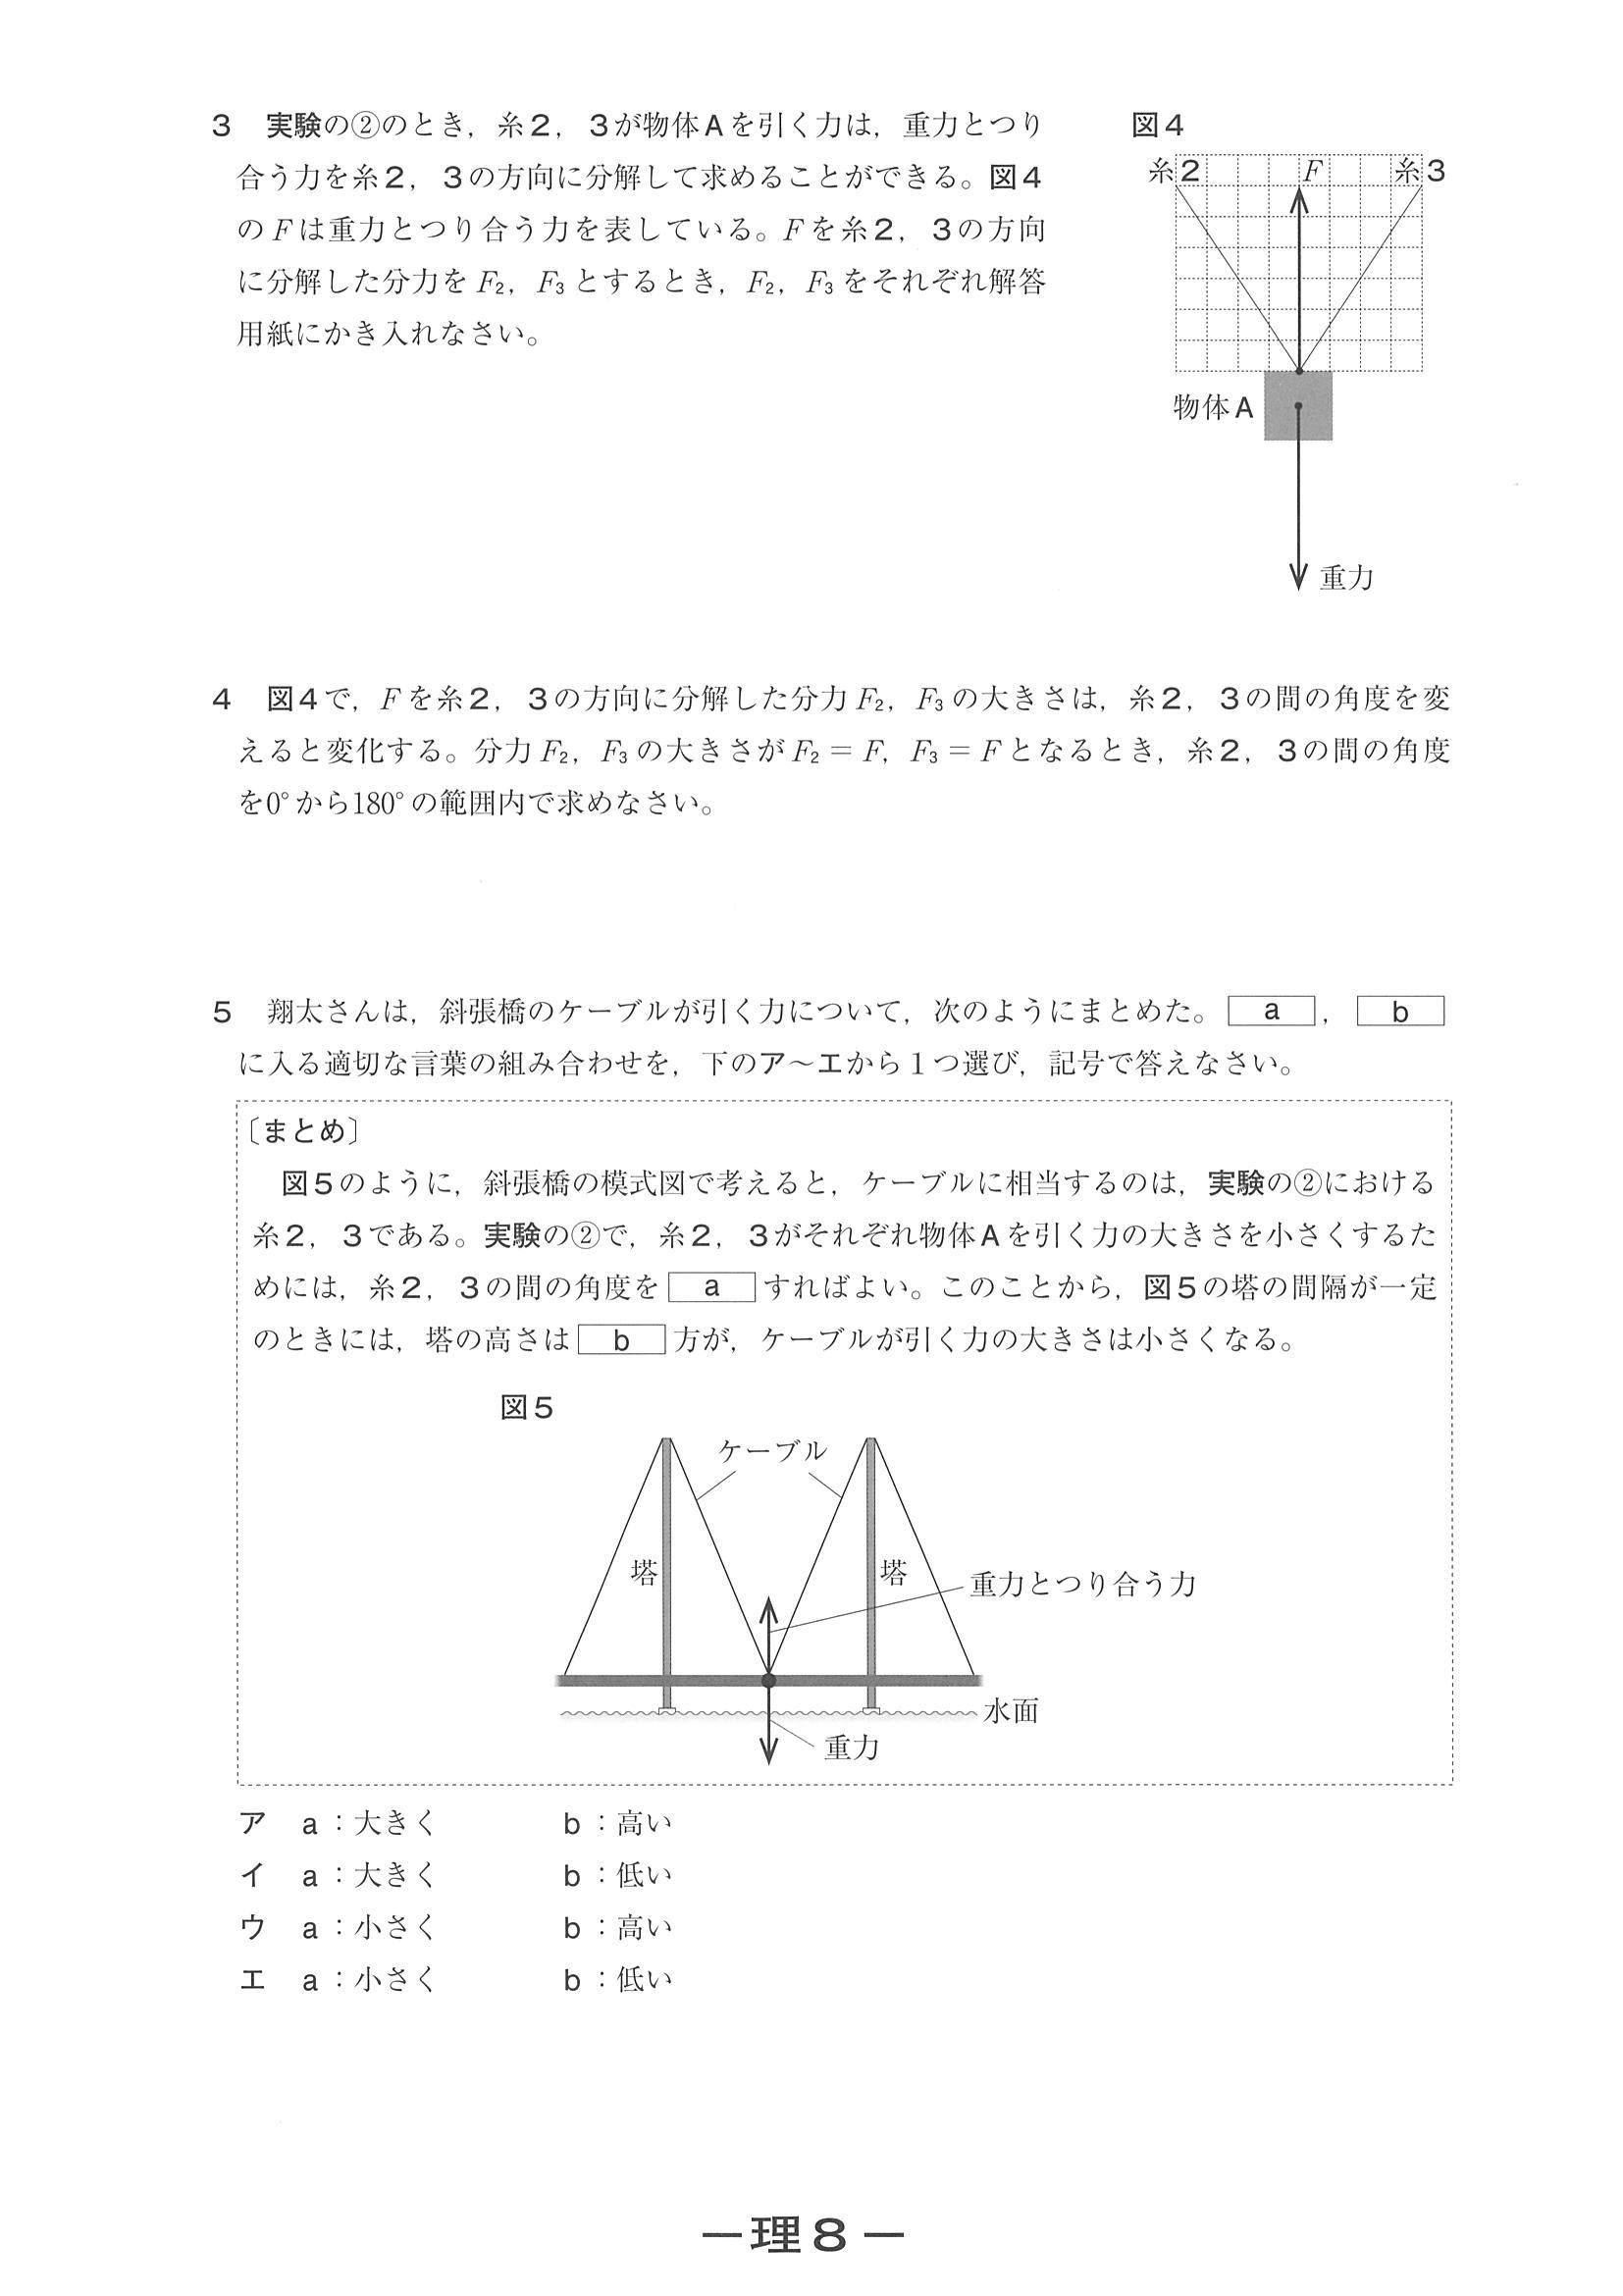 3 実験の②のとき，糸2，3が物体Aを引く力は，重力とつり
合う力を糸2，3の方向に分解して求めることができる。図4
のFは重力とつり合う力を表している。Fを糸2，3の方向
に分解した分力をF₂，F₃とするとき，F₂，F₃をそれぞれ解答
用紙にかき入れなさい。
図4
糸2 F 糸3
物体A
重力
4 図4で，Fを糸2，3の方向に分解した分力F₂，F₃の大きさは，糸2，3の間の角度を変
えると変化する。分力F₂，F₃の大きさがF₂＝F，F₃＝Fとなるとき，糸2，3の間の角度
を0°から180°の範囲内で求めなさい。
5 翔太さんは，斜張橋のケーブルが引く力について，次のようにまとめた。 a ， b
に入る適切な言葉の組み合わせを，下のア～エから1つ選び，記号で答えなさい。
〔まとめ〕
図5のように，斜張橋の模式図で考えると，ケーブルに相当するのは，実験の②における
糸2，3である。実験の②で，糸2，3がそれぞれ物体Aを引く力の大きさを小さくするた
めには，糸2，3の間の角度を a すればよい。このことから，図5の塔の間隔が一定
のときには，塔の高さは b 方が，ケーブルが引く力の大きさは小さくなる。
図5
ケーブル
塔 塔
重力とつり合う力
水面
重力
ア a：大きく b：高い
イ a：大きく b：低い
ウ a：小さく b：高い
エ a：小さく b：低い
－理8－